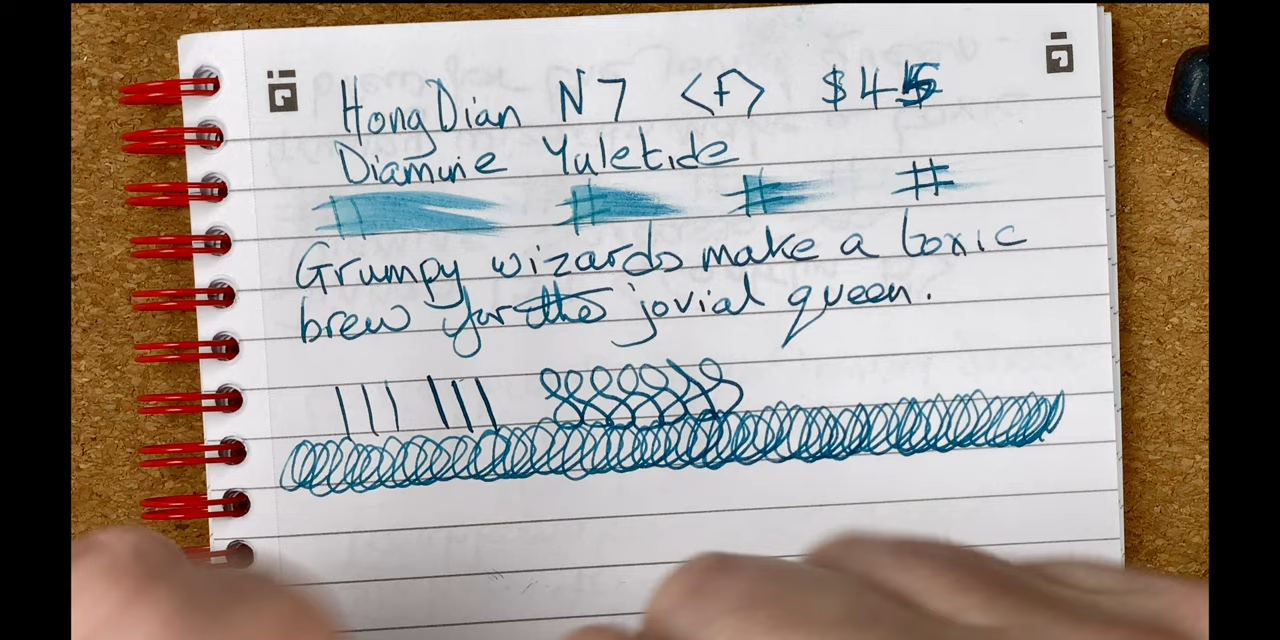 HongDian N7 <F> $45
Diamine Yuletide
# # #
Grumpy wizards make a toxic
brew for the jovial queen.